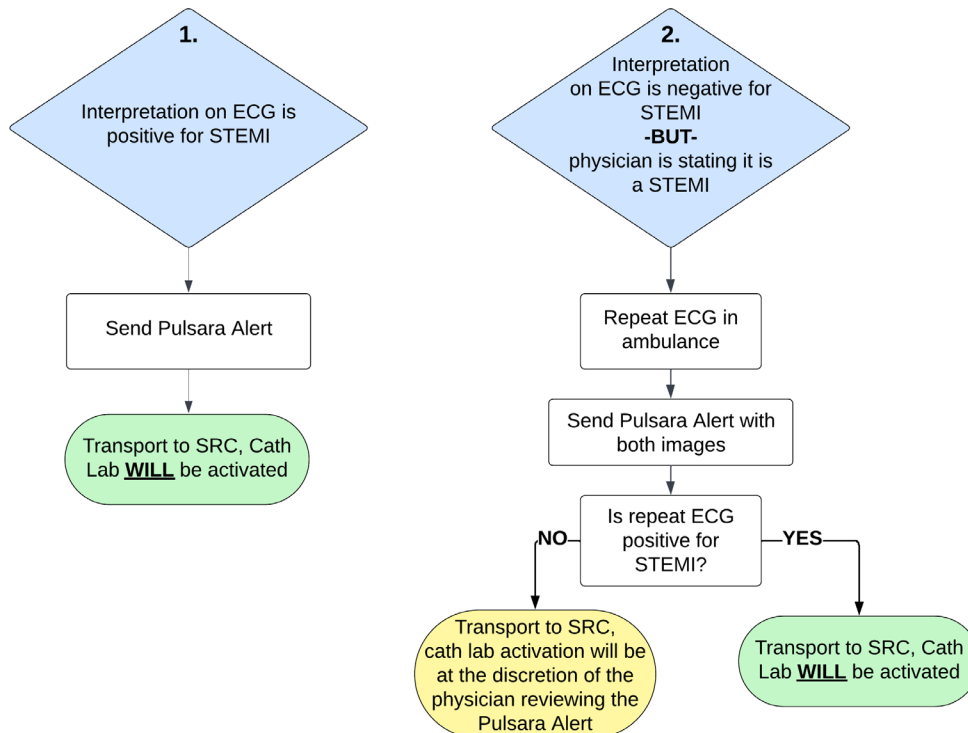 1.
Interpretation on ECG is
positive for STEMI
Send Pulsara Alert
Transport to SRC, Cath
Lab WILL be activated
2.
Interpretation
on ECG is negative for
STEMI
-BUT-
physician is stating it is
a STEMI
Repeat ECG in
ambulance
Send Pulsara Alert with
both images
Is repeat ECG
positive for
STEMI?
NO
YES
Transport to SRC,
cath lab activation will be
at the discretion of the
physician reviewing the
Pulsara Alert
Transport to SRC, Cath
Lab WILL be activated